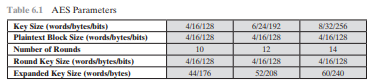 Table 6.1 AES Parameters
Key Size (words/bytes/bits) 4/16/128 6/24/192 8/32/256
Plaintext Block Size (words/bytes/bits) 4/16/128 4/16/128 4/16/128
Number of Rounds 10 12 14
Round Key Size (words/bytes/bits) 4/16/128 4/16/128 4/16/128
Expanded Key Size (words/bytes) 44/176 52/208 60/240